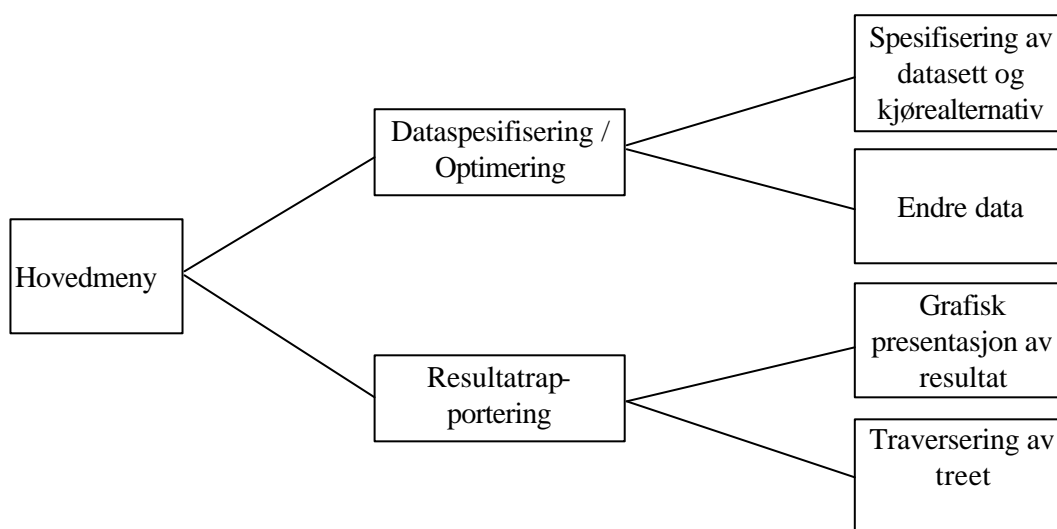 Hovedmeny
Dataspesifisering /
Optimering
Resultatrap-
portering
Spesifisering av
datasett og
kjørealternativ
Endre data
Grafisk
presentasjon av
resultat
Traversering av
treet